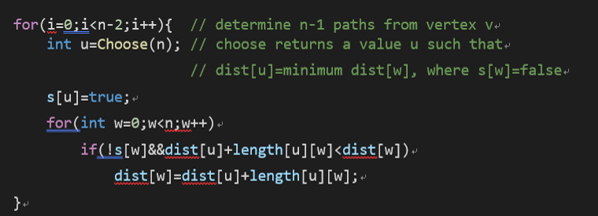 for(i=0;i<n-2;i++){  // determine n-1 paths from vertex v↵
    int u=Choose(n); // choose returns a value u such that↵
                     // dist[u]=minimum dist[w], where s[w]=false↵
    s[u]=true;↵
    for(int w=0;w<n;w++)↵
        if(!s[w]&&dist[u]+length[u][w]<dist[w])↵
            dist[w]=dist[u]+length[u][w];↵
}↵